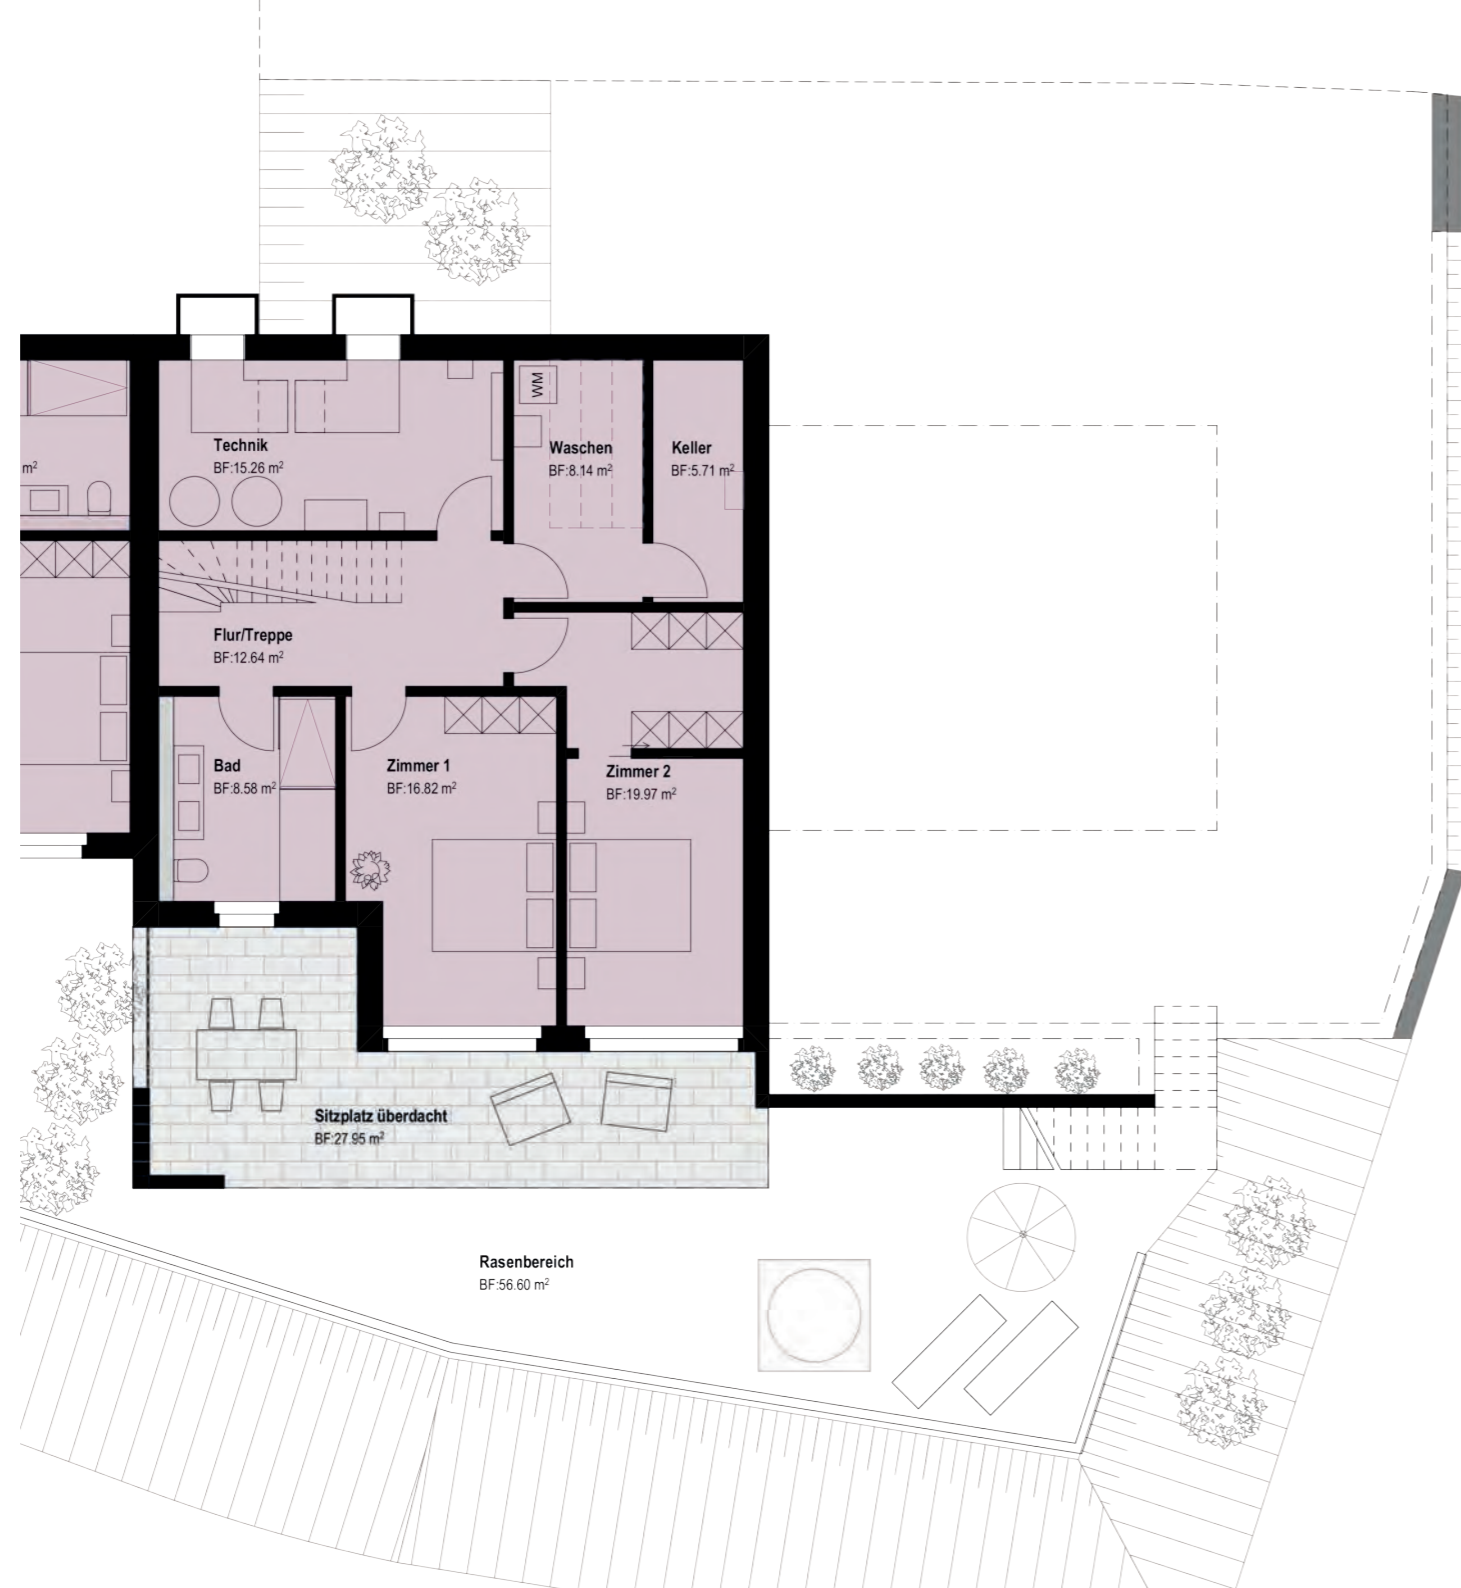 WM
Technik
BF:15.26 m²
Waschen
BF:8.14 m²
Keller
BF:5.71 m²
m²
Flur/Treppe
BF:12.64 m²
Bad
BF:8.58 m²
Zimmer 1
BF:16.82 m²
Zimmer 2
BF:19.97 m²
Sitzplatz überdacht
BF:27.95 m²
Rasenbereich
BF:56.60 m²